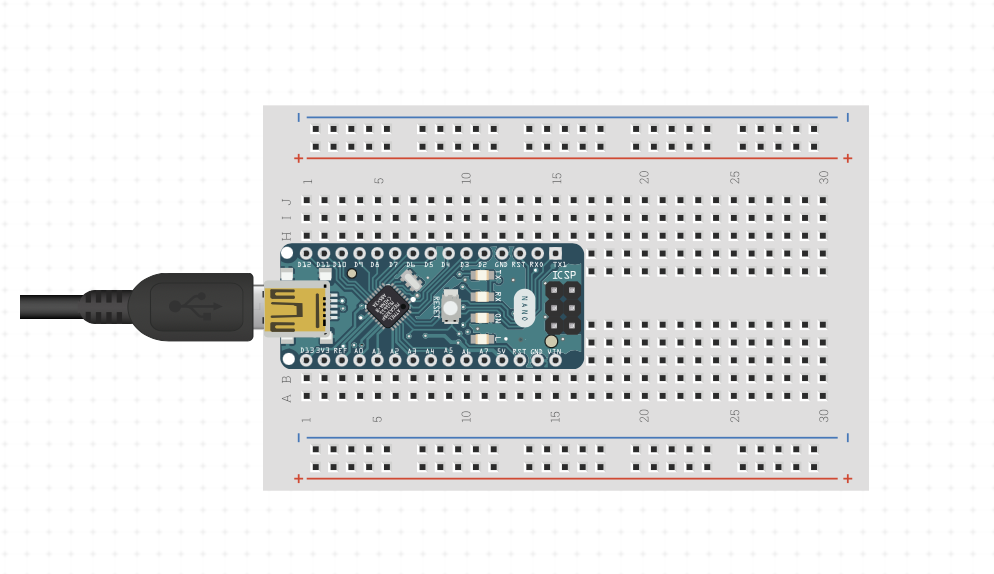 1 5 10 15 20 25 30
J
I
H
D12 D11 D10 D9 D8 D7 D6 D5 D4 D3 D2 GND RST RX0 TX1
ICSP
TX
RX
ON
L
RESET
NANO
D13 3V3 REF A0 A1 A2 A3 A4 A5 A6 A7 5V RST GND VIN
B
A
1 5 10 15 20 25 30